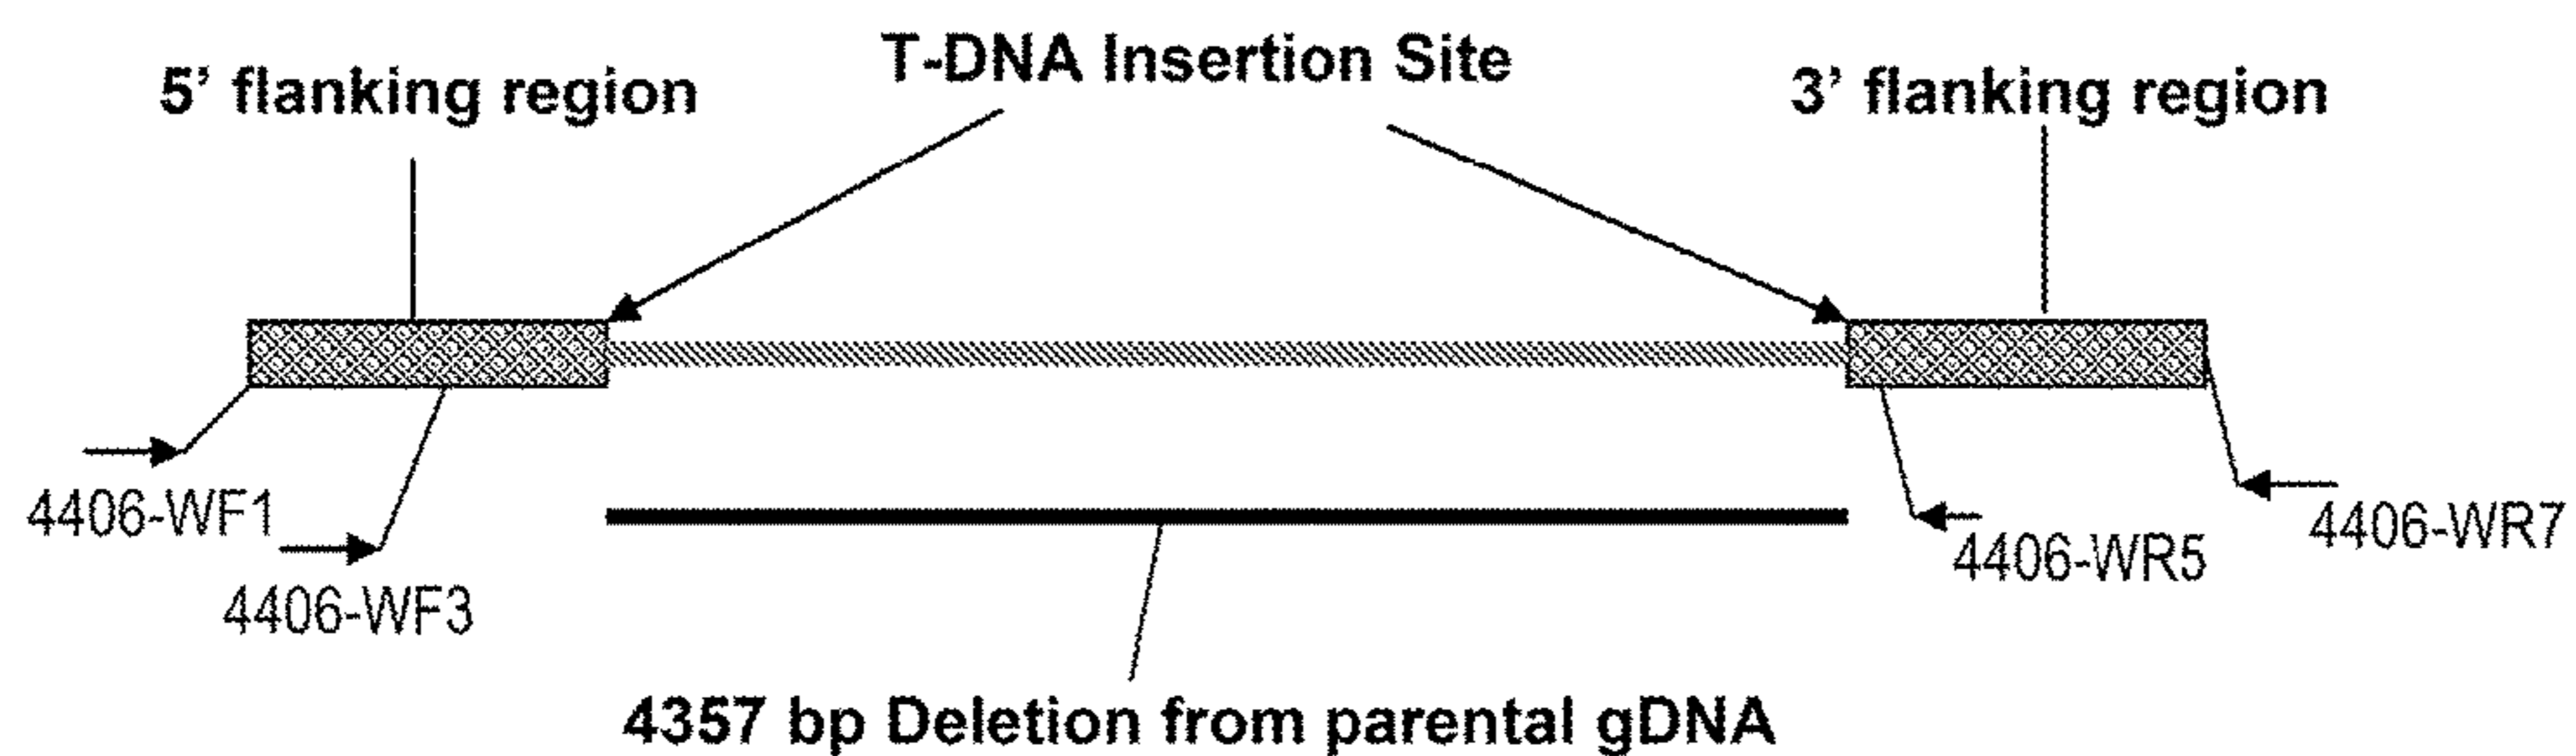 5’ flanking region
T-DNA Insertion Site
3’ flanking region
4406-WF1
4406-WF3
4406-WR5
4406-WR7
4357 bp Deletion from parental gDNA